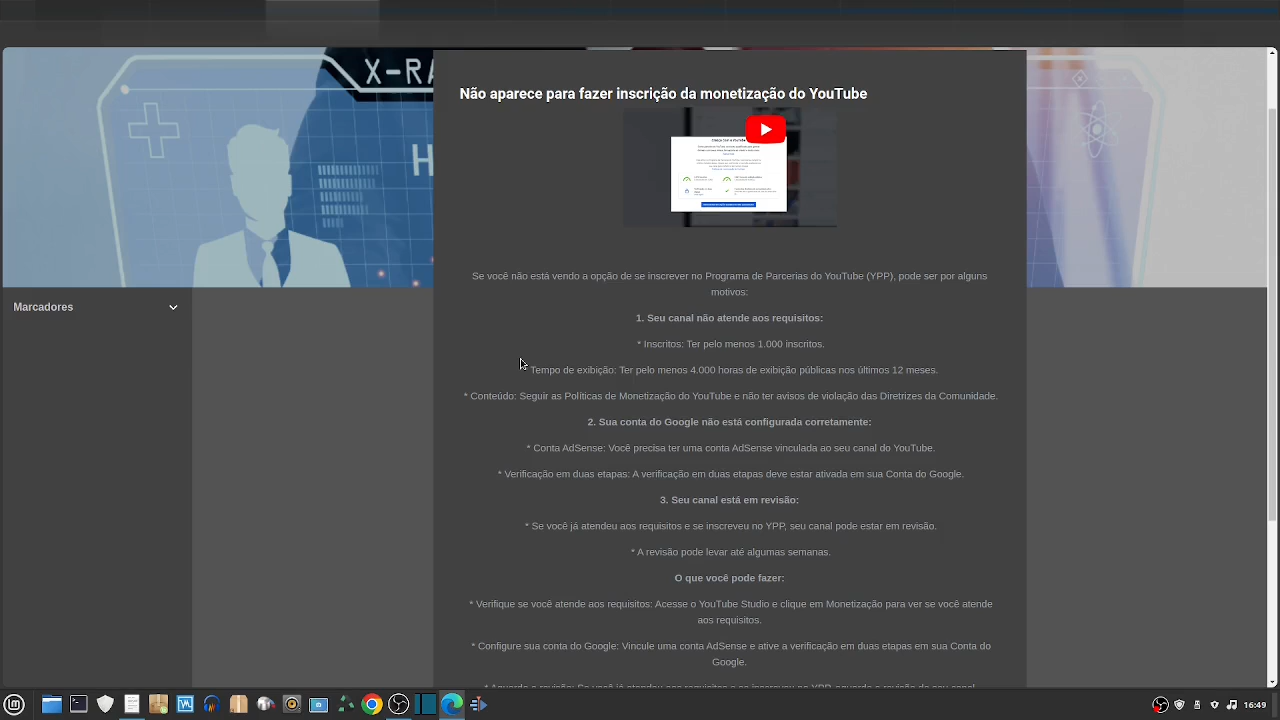 X-RA
H
Não aparece para fazer inscrição da monetização do YouTube
Marcadores
Se você não está vendo a opção de se inscrever no Programa de Parcerias do YouTube (YPP), pode ser por alguns
motivos:
1. Seu canal não atende aos requisitos:
* Inscritos: Ter pelo menos 1.000 inscritos.
Tempo de exibição: Ter pelo menos 4.000 horas de exibição públicas nos últimos 12 meses.
* Conteúdo: Seguir as Políticas de Monetização do YouTube e não ter avisos de violação das Diretrizes da Comunidade.
2. Sua conta do Google não está configurada corretamente:
* Conta AdSense: Você precisa ter uma conta AdSense vinculada ao seu canal do YouTube.
* Verificação em duas etapas: A verificação em duas etapas deve estar ativada em sua Conta do Google.
3. Seu canal está em revisão:
* Se você já atendeu aos requisitos e se inscreveu no YPP, seu canal pode estar em revisão.
* A revisão pode levar até algumas semanas.
O que você pode fazer:
* Verifique se você atende aos requisitos: Acesse o YouTube Studio e clique em Monetização para ver se você atende
aos requisitos.
* Configure sua conta do Google: Vincule uma conta AdSense e ative a verificação em duas etapas em sua Conta do
Google.
16:49